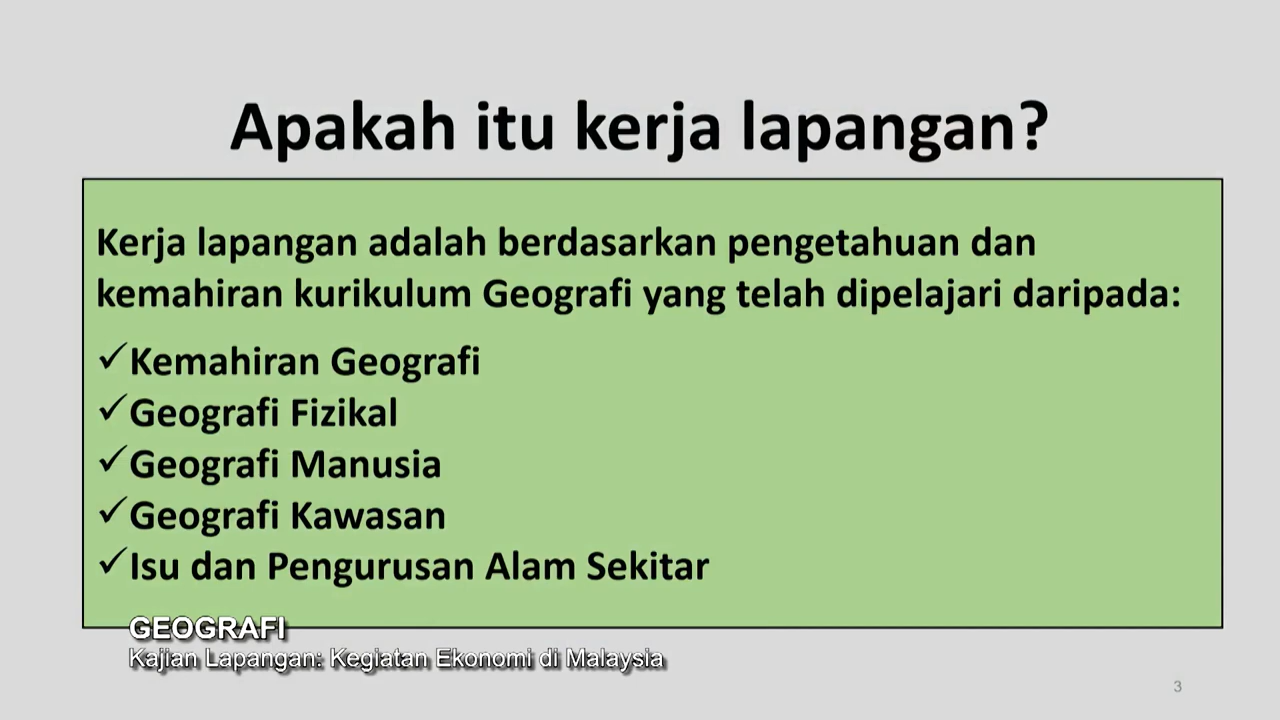 Apakah itu kerja lapangan?
Kerja lapangan adalah berdasarkan pengetahuan dan
kemahiran kurikulum Geografi yang telah dipelajari daripada:
✓Kemahiran Geografi
✓Geografi Fizikal
✓Geografi Manusia
✓Geografi Kawasan
✓Isu dan Pengurusan Alam Sekitar
GEOGRAFI
Kajian Lapangan: Kegiatan Ekonomi di Malaysia
3